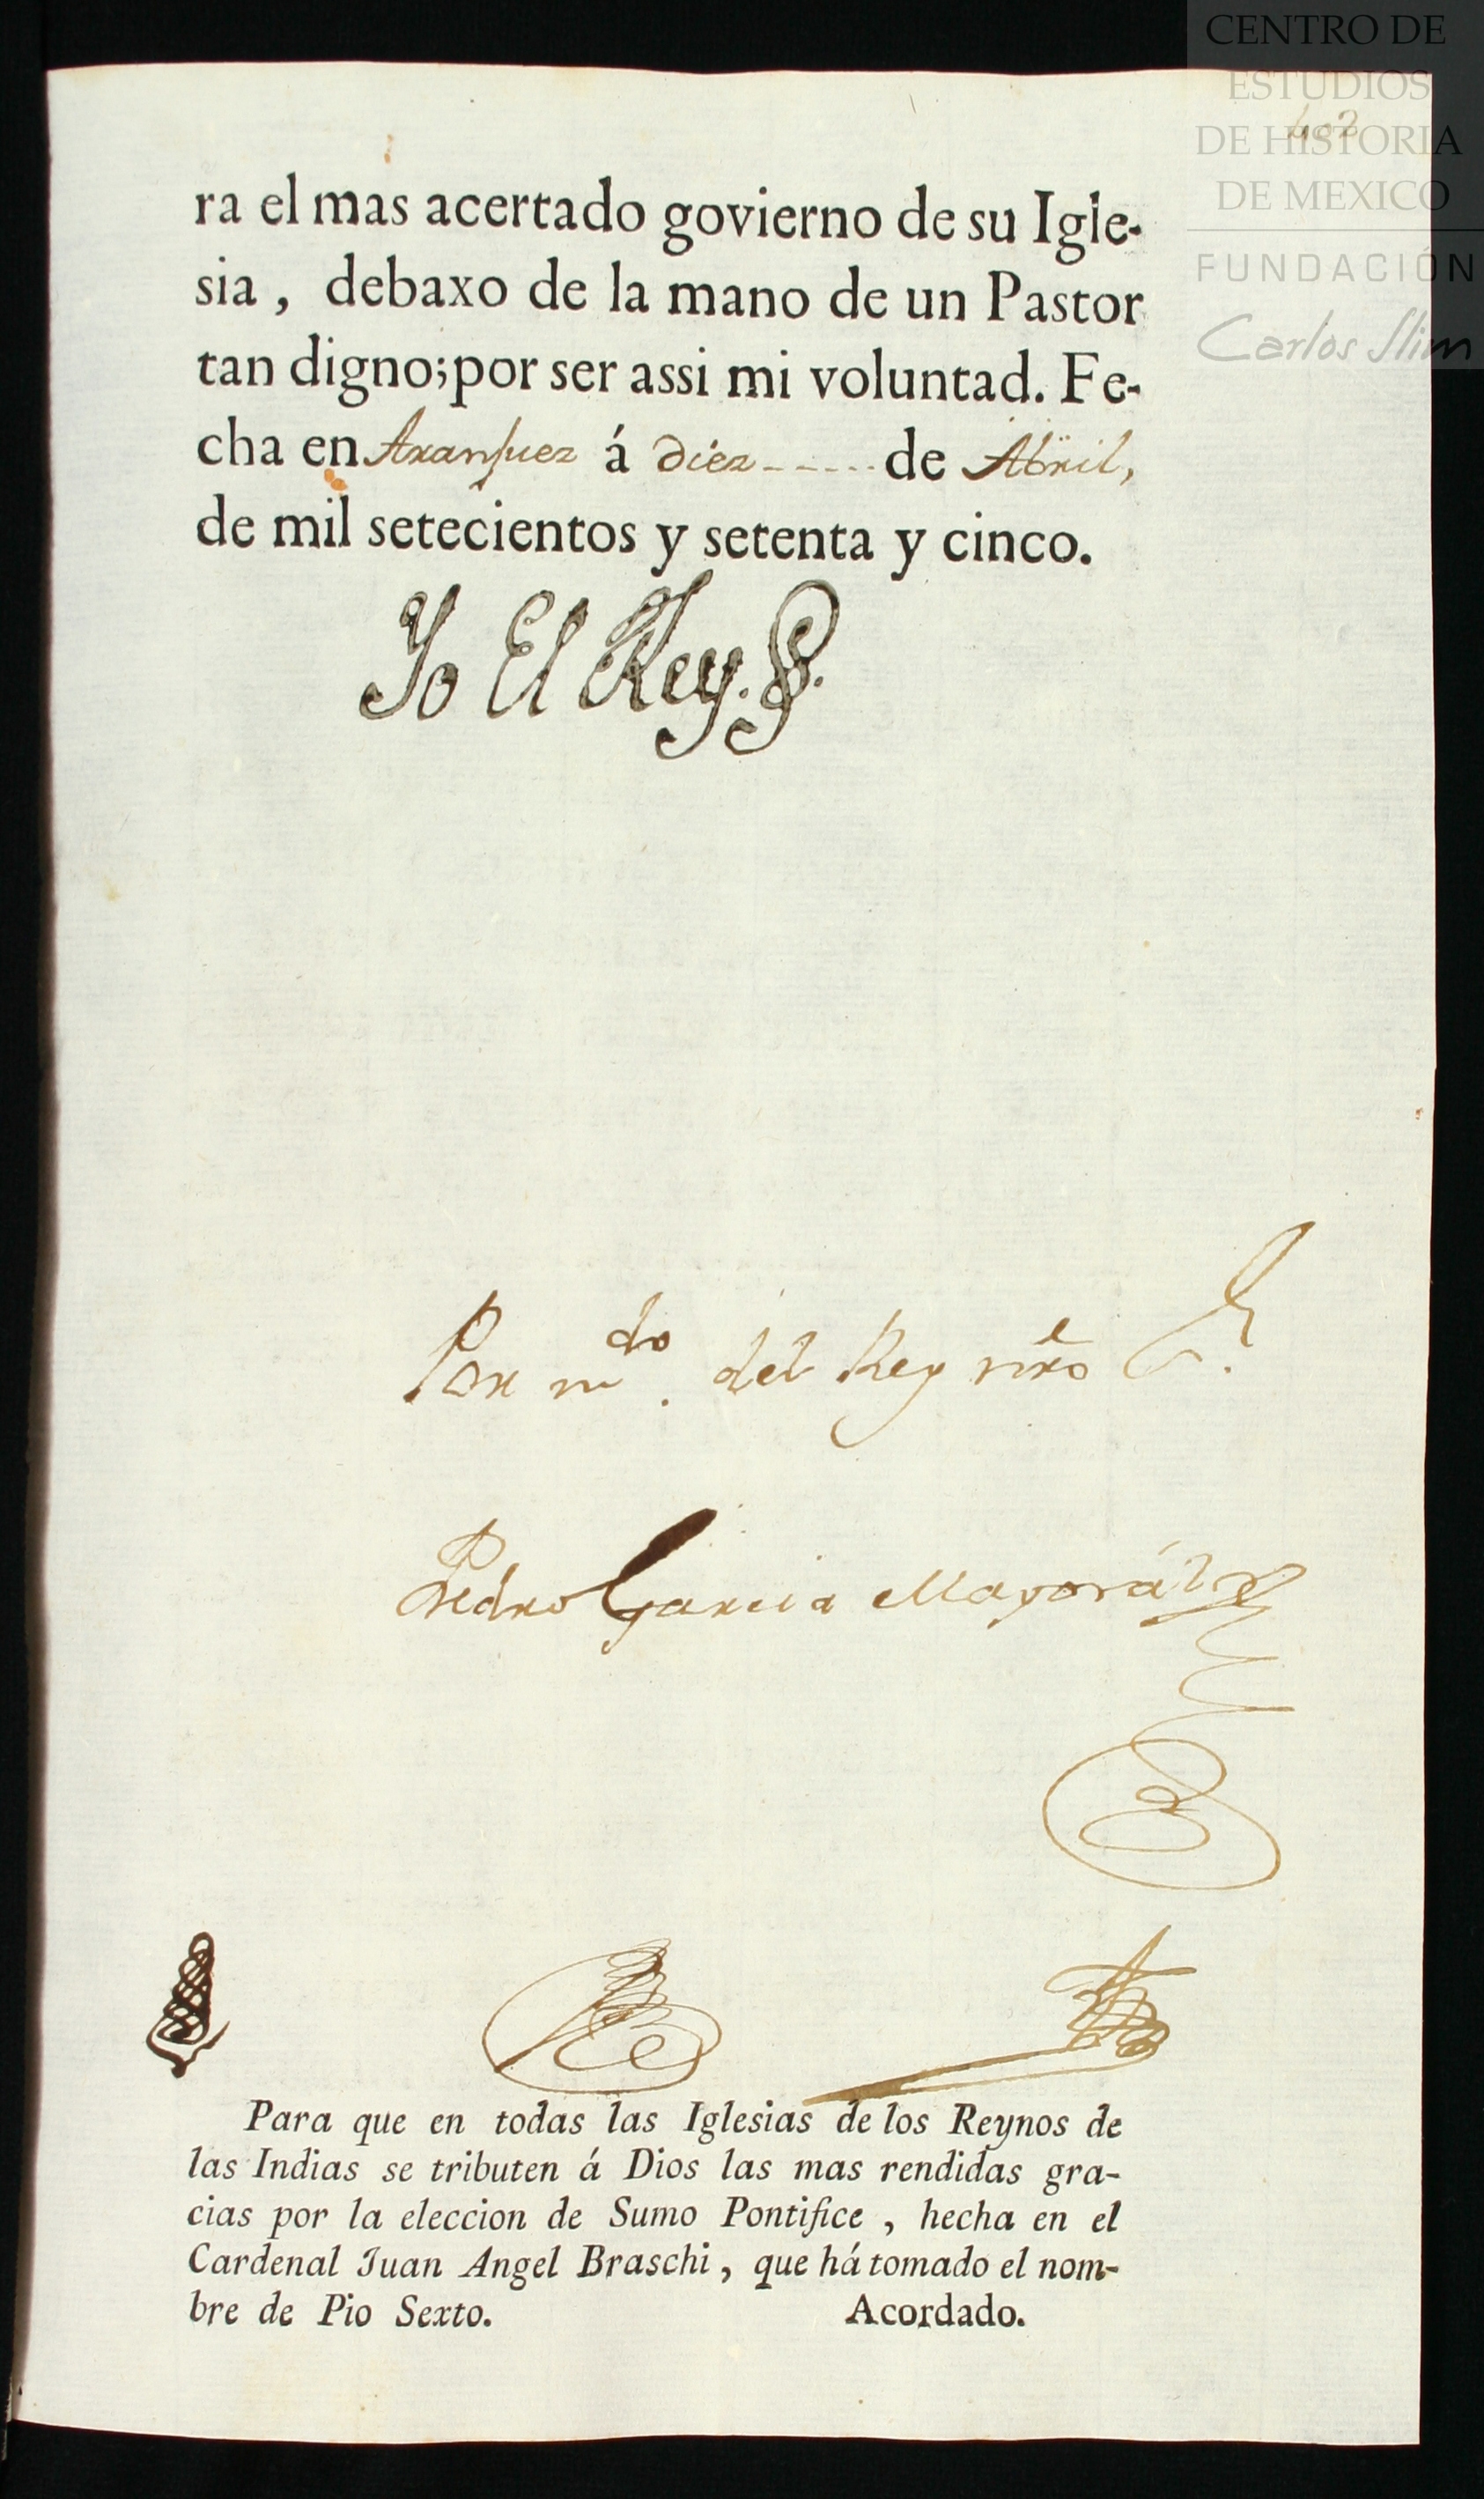 CENTRO DE
ESTUDIOS
DE HISTORIA
DE MEXICO
FUNDACIÓN
Carlos Slim
ra el mas acertado govierno de su Igle-
sia , debaxo de la mano de un Pastor
tan digno; por ser assi mi voluntad. Fe-
cha en Aranjuez á diez ----- de Abril,
de mil setecientos y setenta y cinco.
Yo El Rey.
Por mdo. del Rey nro Sr.
Pedro Garcia Mayorál
Para que en todas las Iglesias de los Reynos de
las Indias se tributen á Dios las mas rendidas gra-
cias por la eleccion de Sumo Pontifice , hecha en el
Cardenal Juan Angel Braschi , que há tomado el nom-
bre de Pio Sexto. Acordado.